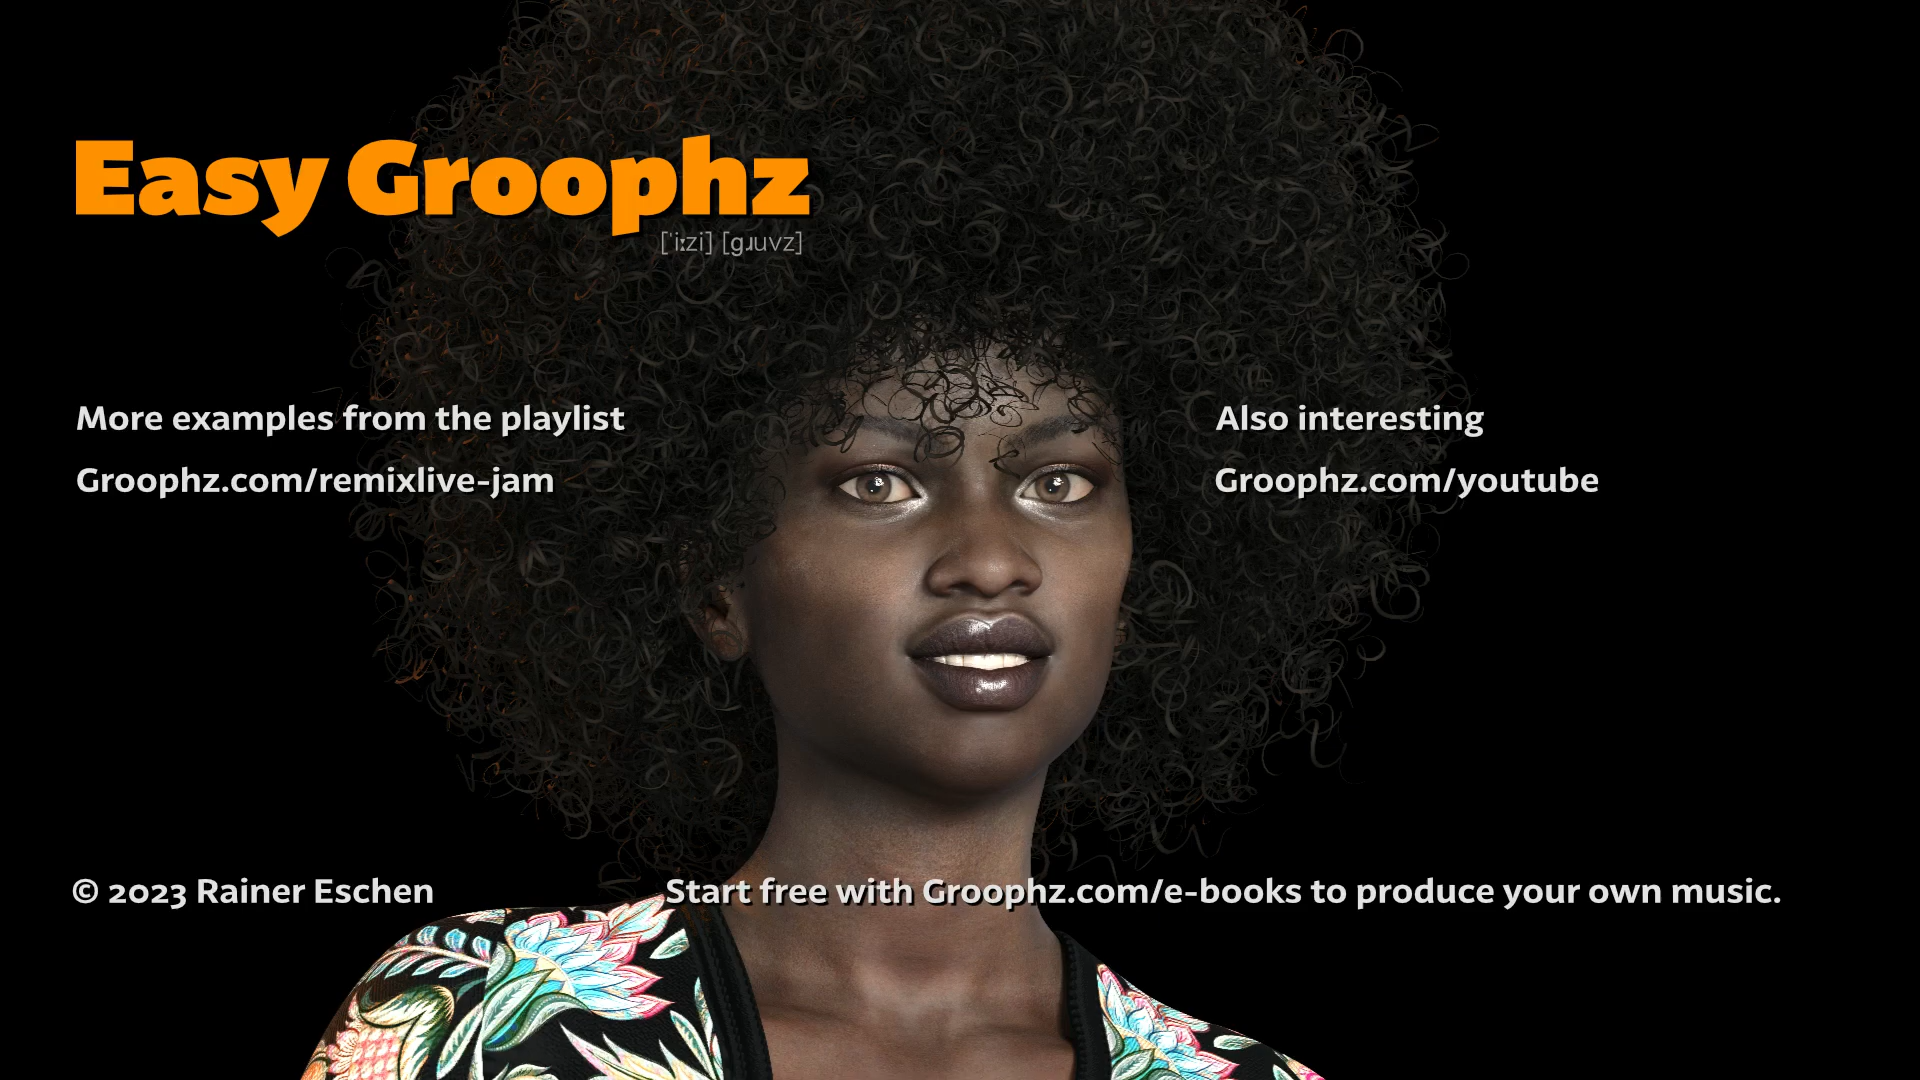 Easy Groophz
[ˈiːzi] [gɹuvz]
More examples from the playlist
Groophz.com/remixlive-jam
Also interesting
Groophz.com/youtube
© 2023 Rainer Eschen
Start free with Groophz.com/e-books to produce your own music.